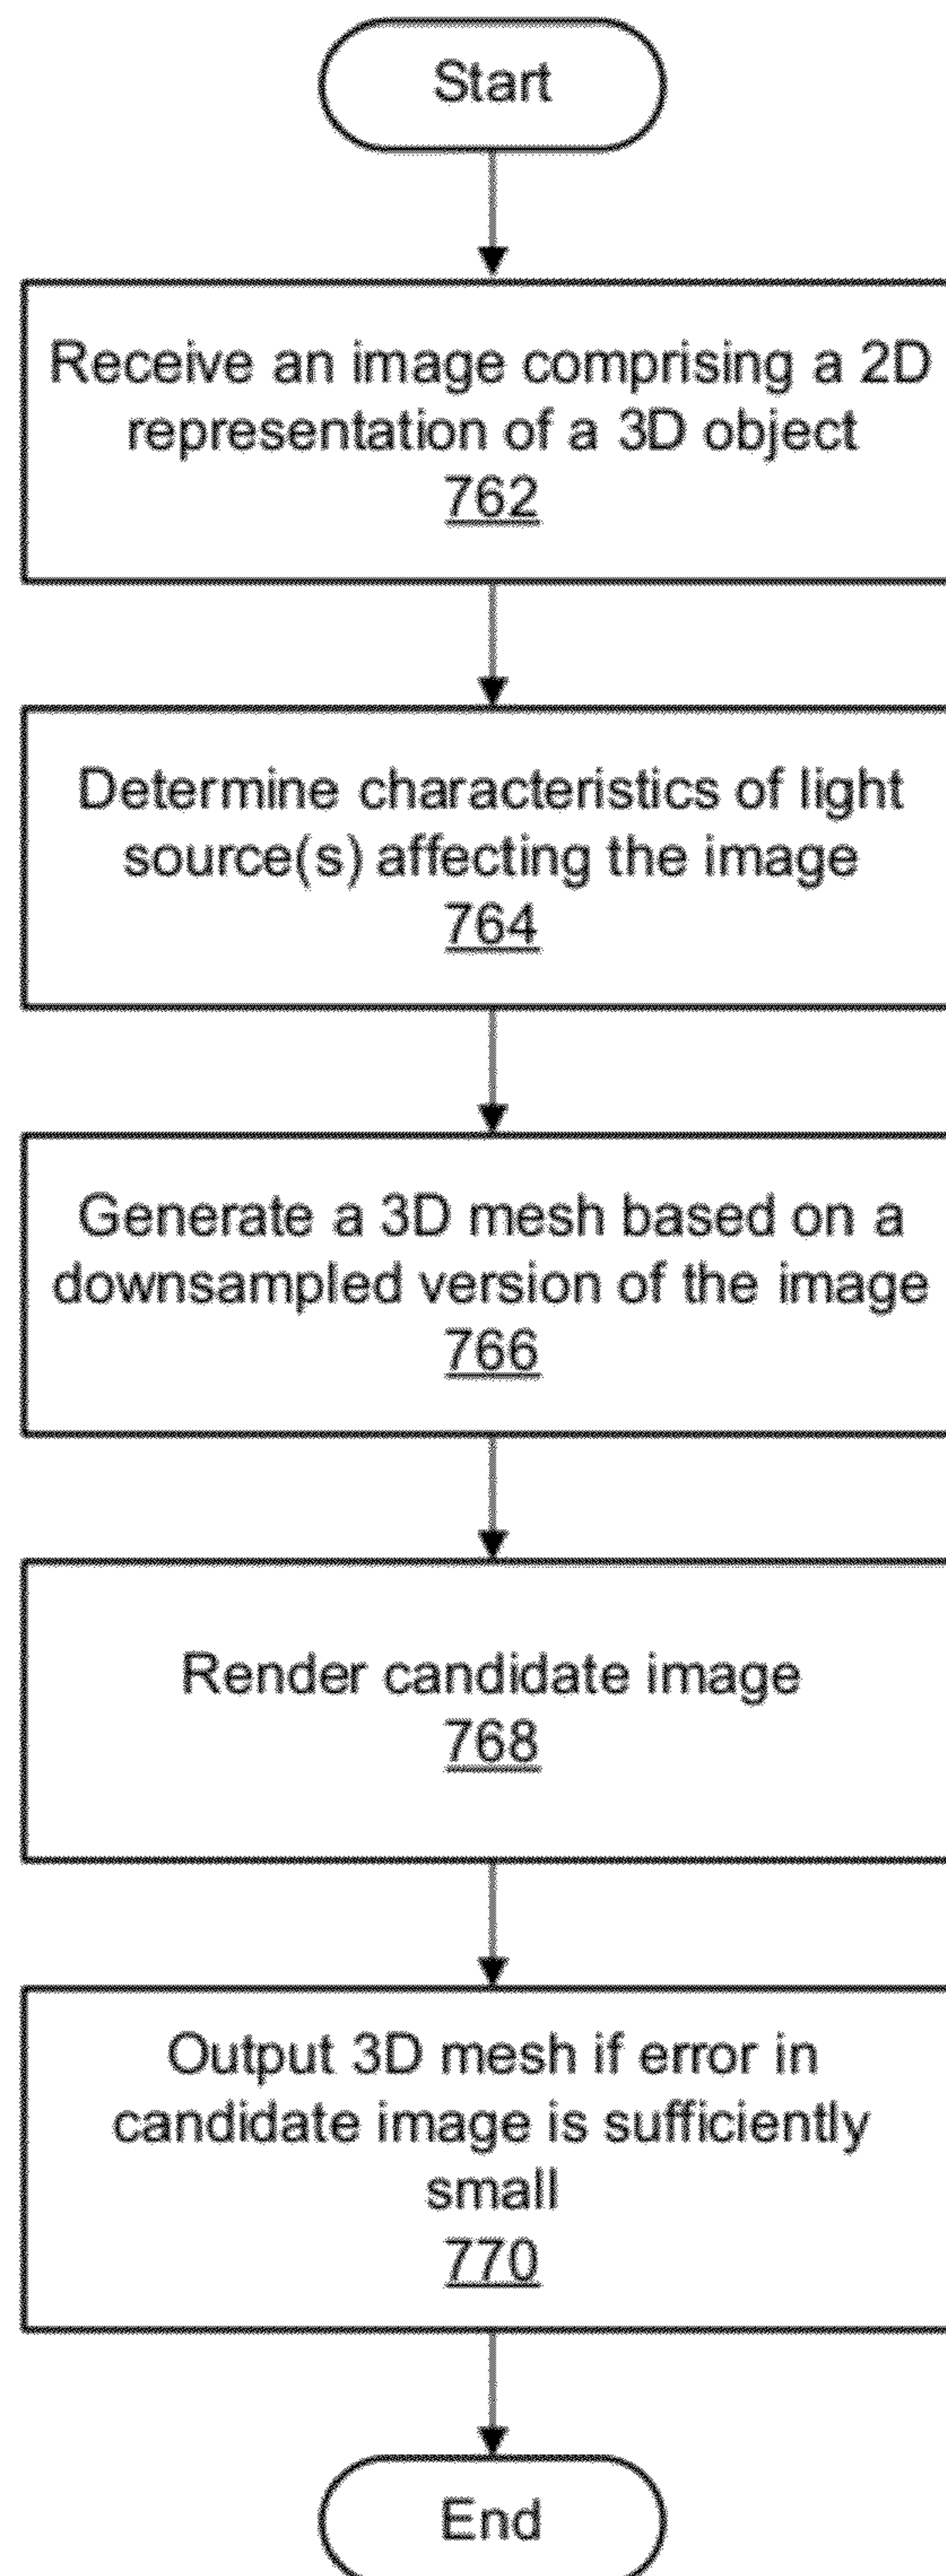 Start
Receive an image comprising a 2D
representation of a 3D object
762
Determine characteristics of light
source(s) affecting the image
764
Generate a 3D mesh based on a
downsampled version of the image
766
Render candidate image
768
Output 3D mesh if error in
candidate image is sufficiently
small
770
End